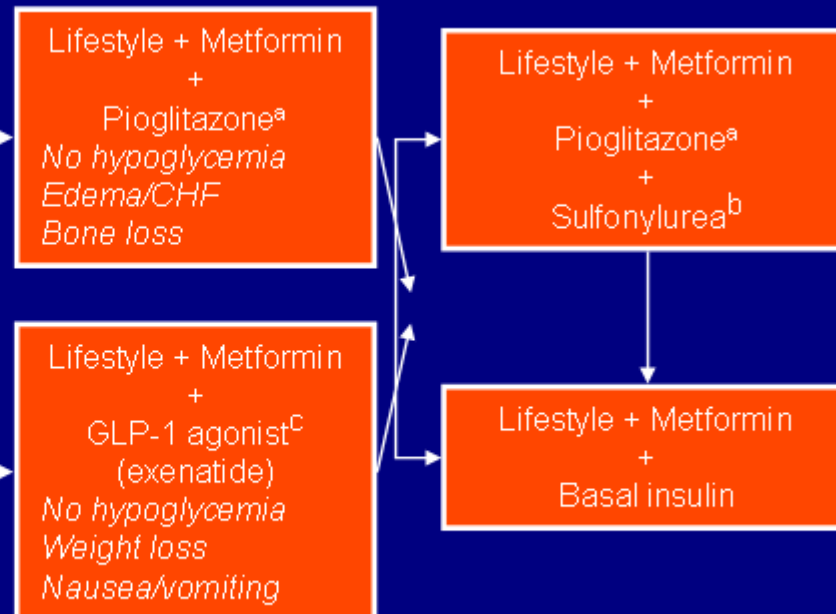 Lifestyle + Metformin
+
Pioglitazoneᵃ
No hypoglycemia
Edema/CHF
Bone loss
Lifestyle + Metformin
+
GLP-1 agonistᶜ
(exenatide)
No hypoglycemia
Weight loss
Nausea/vomiting
Lifestyle + Metformin
+
Pioglitazoneᵃ
+
Sulfonylureaᵇ
Lifestyle + Metformin
+
Basal insulin